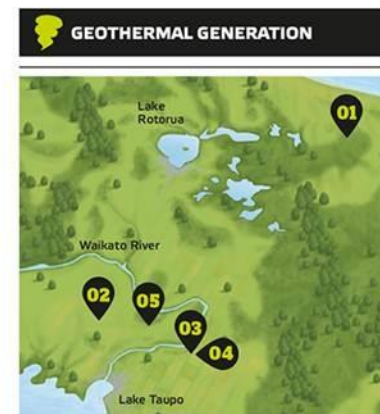 GEOTHERMAL GENERATION
Lake
Rotorua
01
Waikato River
02
05
03
04
Lake Taupo